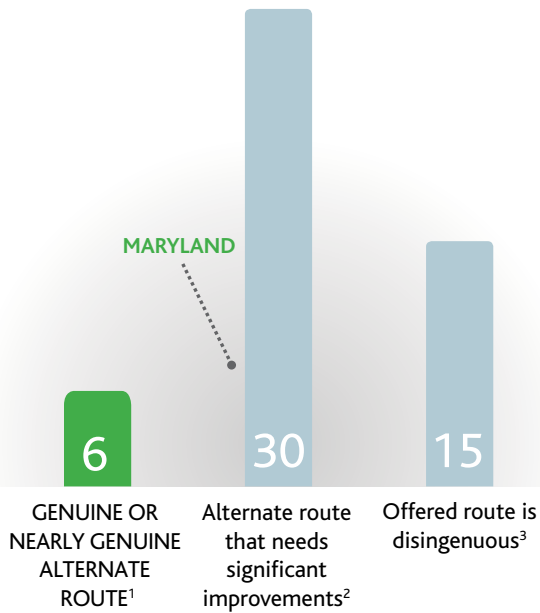 MARYLAND
6
30
15
GENUINE OR
NEARLY GENUINE
ALTERNATE
ROUTE¹
Alternate route
that needs
significant
improvements²
Offered route is
disingenuous³